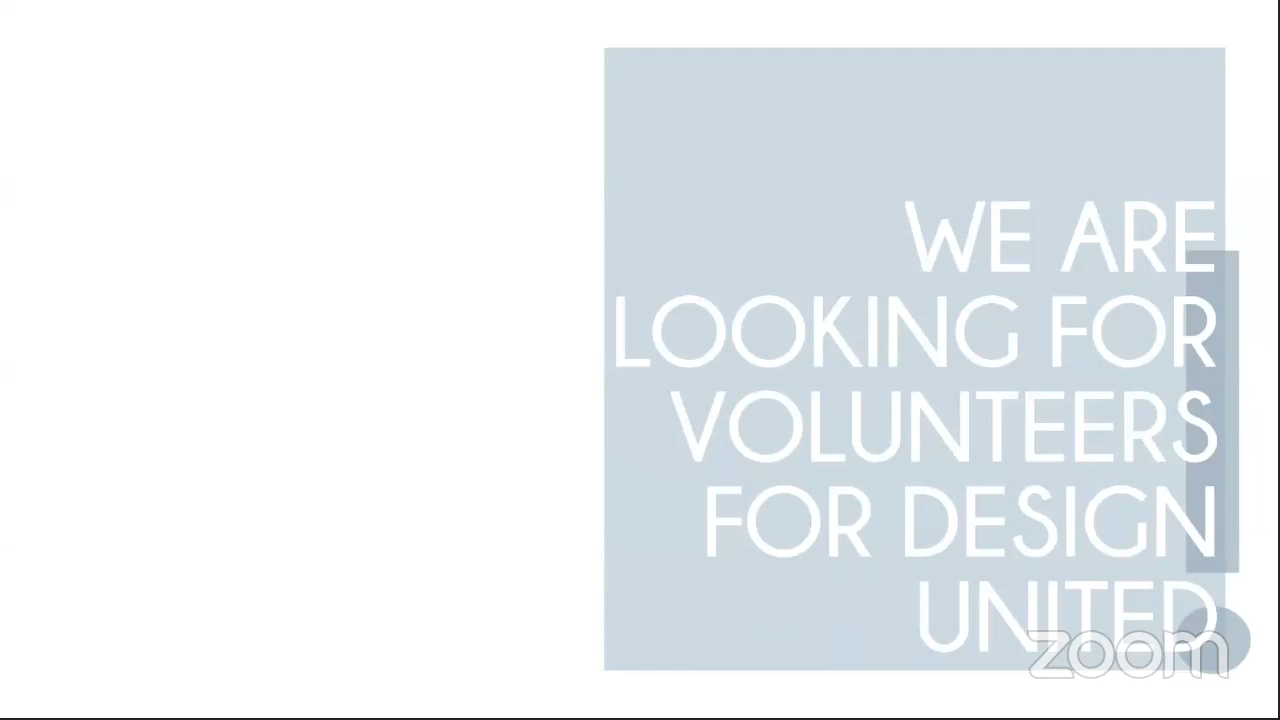 WE ARE
LOOKING FOR
VOLUNTEERS
FOR DESIGN
UNITED
zoom